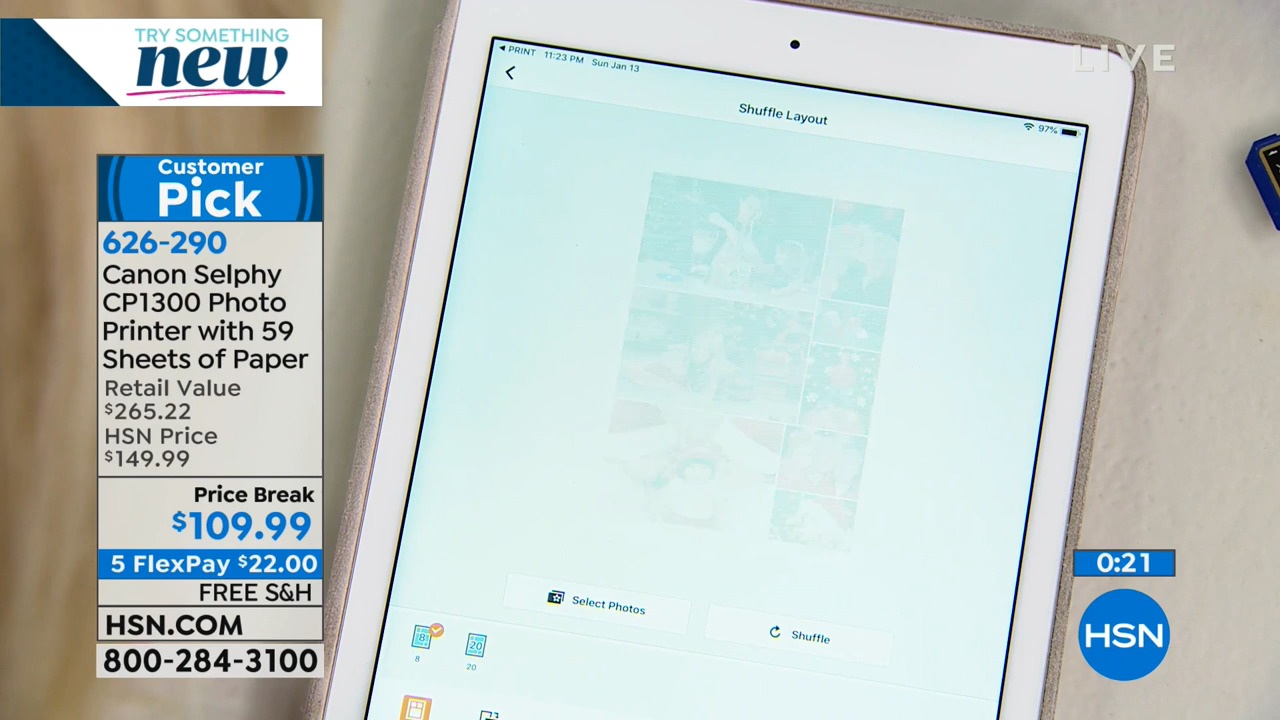 TRY SOMETHING
new
Customer
Pick
626-290
Canon Selphy
CP1300 Photo
Printer with 59
Sheets of Paper
Retail Value
$265.22
HSN Price
$149.99
Price Break
$109.99
5 FlexPay $22.00
FREE S&H
HSN.COM
800-284-3100
PRINT 11:23 PM Sun Jan 13
97%
Shuffle Layout
Select Photos
Shuffle
8
20
8
20
LIVE
0:21
HSN